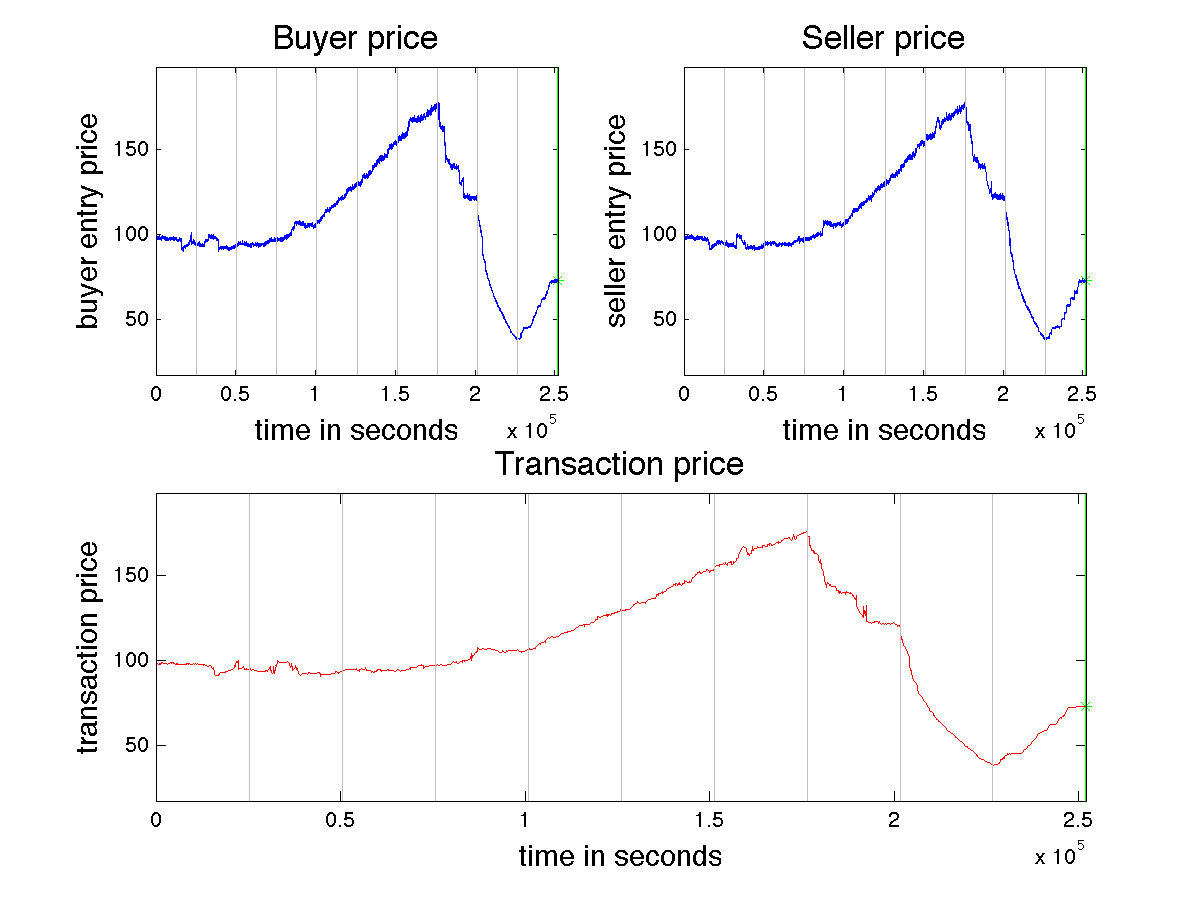 Buyer price
buyer entry price
150
100
50
0 0.5 1 1.5 2 2.5
time in seconds
x 10^5
Seller price
seller entry price
150
100
50
0 0.5 1 1.5 2 2.5
time in seconds
x 10^5
Transaction price
transaction price
150
100
50
0 0.5 1 1.5 2 2.5
time in seconds
x 10^5